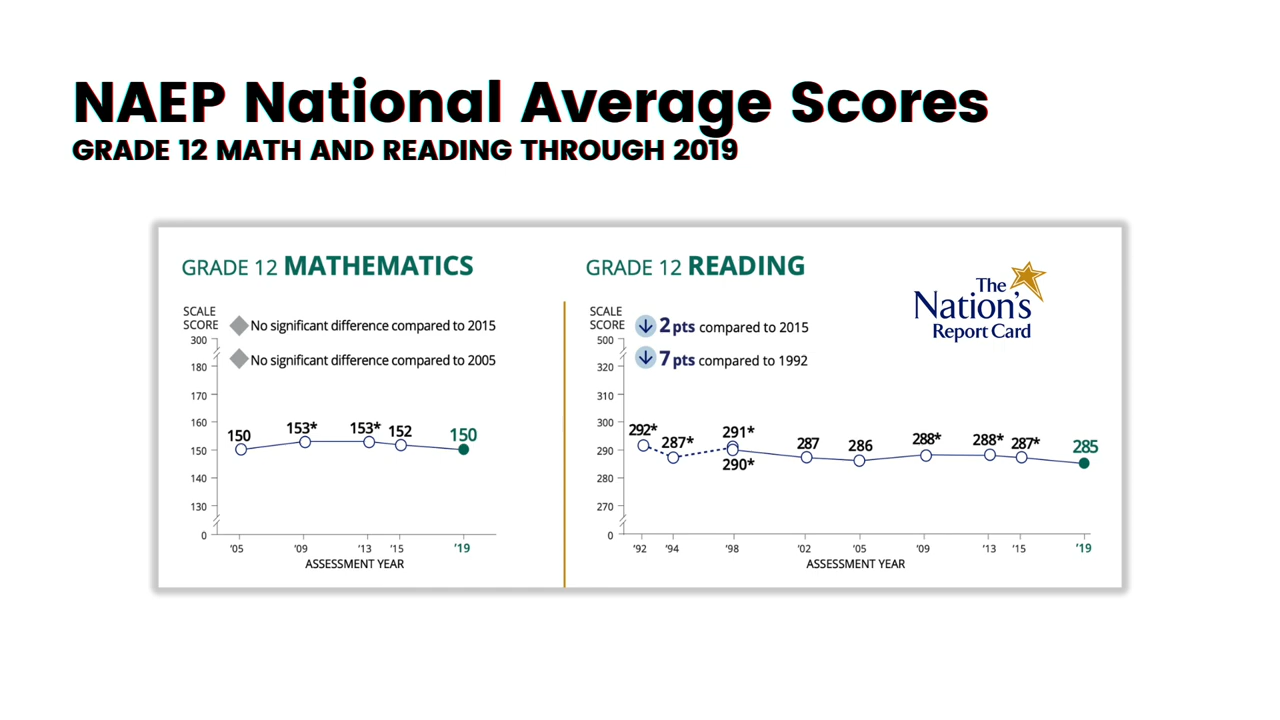 NAEP National Average Scores
GRADE 12 MATH AND READING THROUGH 2019
GRADE 12 MATHEMATICS
SCALE
SCORE
No significant difference compared to 2015
No significant difference compared to 2005
300
180
170
160
150
140
130
0
150
153*
153*
152
150
'05
'09
'13
'15
'19
ASSESSMENT YEAR
GRADE 12 READING
The
Nation's
Report Card
SCALE
SCORE
2 pts compared to 2015
7 pts compared to 1992
500
320
310
300
290
280
270
0
292*
287*
291*
290*
287
286
288*
288*
287*
285
'92
'94
'98
'02
'05
'09
'13
'15
'19
ASSESSMENT YEAR